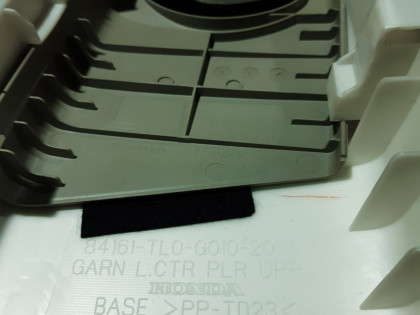 84161-TL0-G010-20
GARN L.CTR PLR UPP
HONDA
BASE >PP-TD23<